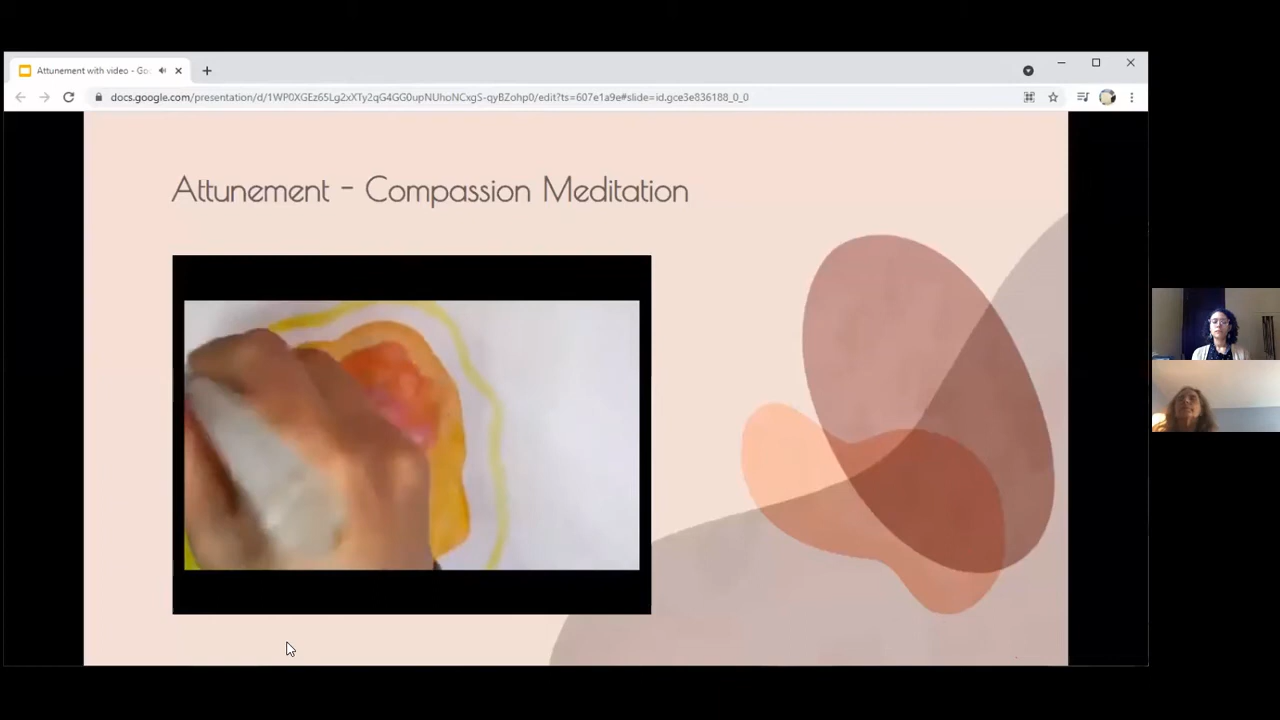 Attunement with video - Go
docs.google.com/presentation/d/1WP0XGEz65Lg2xXTy2qG4GG0upNUhoNCxgS-qyBZohp0/edit?ts=607e1a9e#slide=id.gce3e836188_0_0
Attunement - Compassion Meditation